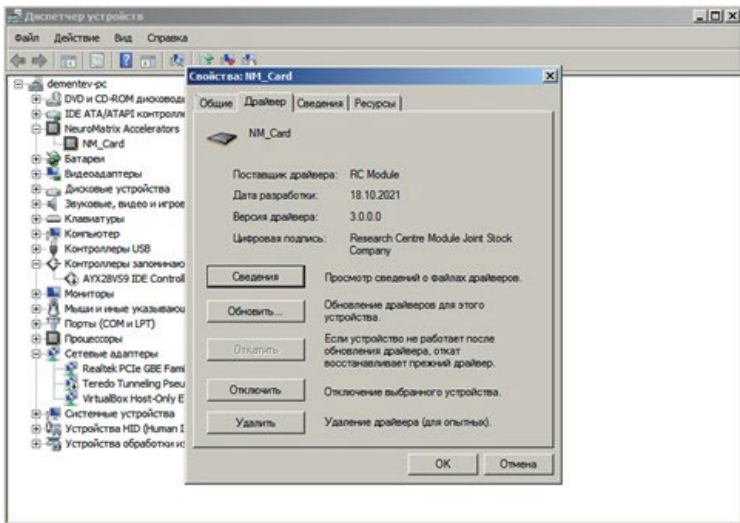 Диспетчер устройств
Файл Действие Вид Справка
Свойства: NM_Card
Общие Драйвер Сведения Ресурсы
NM_Card
Поставщик драйвера: RC Module
Дата разработки: 18.10.2021
Версия драйвера: 3.0.0.0
Цифровая подпись: Research Centre Module Joint Stock
Company
Сведения Просмотр сведений о файлах драйверов.
Обновить... Обновление драйверов для этого
устройства.
Откатить Если устройство не работает после
обновления драйвера, откат
восстанавливает прежний драйвер.
Отключить Отключение выбранного устройства.
Удалить Удаление драйвера (для опытных).
OK Отмена
dementev-pc
DVD и CD-ROM дисковод
IDE ATA/ATAPI контролле
NeuroMatrix Accelerators
NM_Card
Батареи
Видеоадаптеры
Дисковые устройства
Звуковые, видео и игров
Клавиатуры
Компьютер
Контроллеры USB
Контроллеры запоминаю
AYX28VS9 IDE Controll
Мониторы
Мыши и иные указываю
Порты (COM и LPT)
Процессоры
Сетевые адаптеры
Realtek PCIe GBE Fami
Teredo Tunneling Pseu
VirtualBox Host-Only E
Системные устройства
Устройства HID (Human I
Устройства обработки из